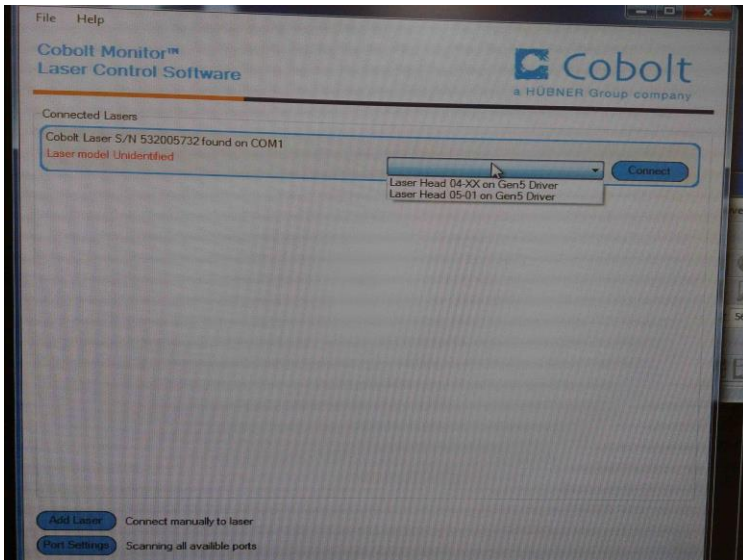 File Help
Cobolt Monitor™
Laser Control Software
Cobolt
a HÜBNER Group company
Connected Lasers
Cobolt Laser S/N 532005732 found on COM1
Laser model Unidentified
Connect
Laser Head 04-XX on Gen5 Driver
Laser Head 05-01 on Gen5 Driver
Add Laser Connect manually to laser
Port Settings Scanning all availible ports